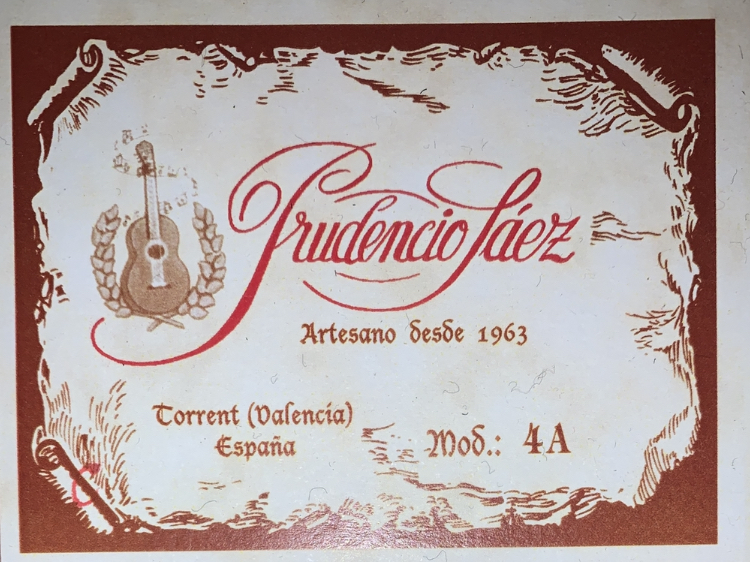 Prudencio Sáez
Artesano desde 1963
Torrent (Valencia)
España
Mod.: 4A